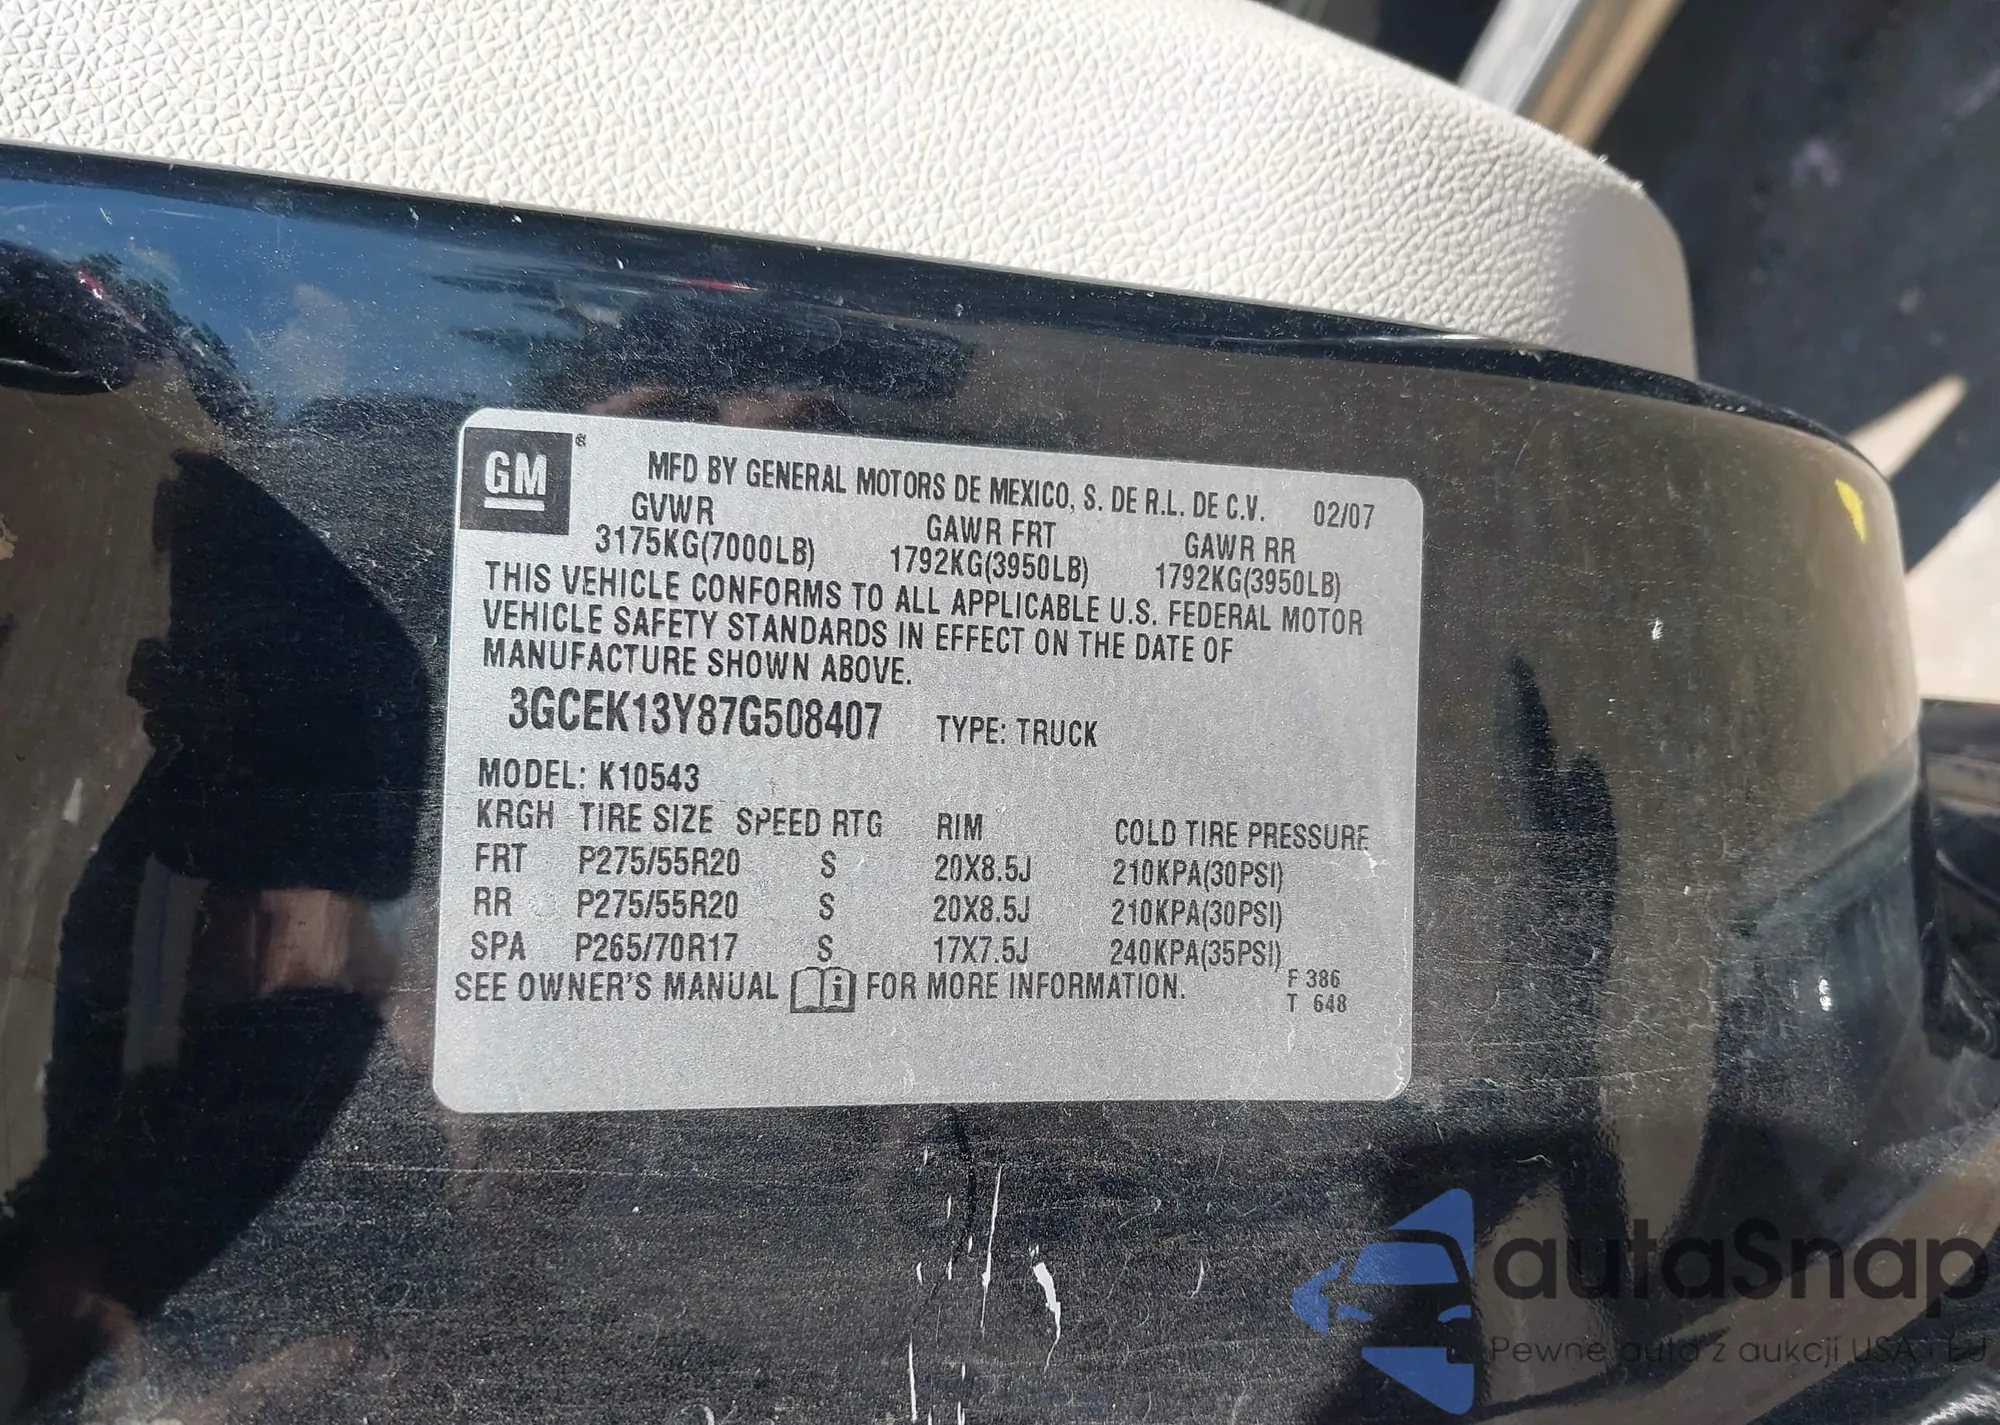 GM ®
MFD BY GENERAL MOTORS DE MEXICO, S. DE R.L. DE C.V. 02/07
GVWR GAWR FRT GAWR RR
3175KG(7000LB) 1792KG(3950LB) 1792KG(3950LB)
THIS VEHICLE CONFORMS TO ALL APPLICABLE U.S. FEDERAL MOTOR
VEHICLE SAFETY STANDARDS IN EFFECT ON THE DATE OF
MANUFACTURE SHOWN ABOVE.
3GCEK13Y87G508407 TYPE: TRUCK
MODEL: K10543
KRGH TIRE SIZE SPEED RTG RIM COLD TIRE PRESSURE
FRT P275/55R20 S 20X8.5J 210KPA(30PSI)
RR P275/55R20 S 20X8.5J 210KPA(30PSI)
SPA P265/70R17 S 17X7.5J 240KPA(35PSI)
SEE OWNER'S MANUAL i FOR MORE INFORMATION.
F 386
T 648
autaSnap
Pewne auta z aukcji USA i EU